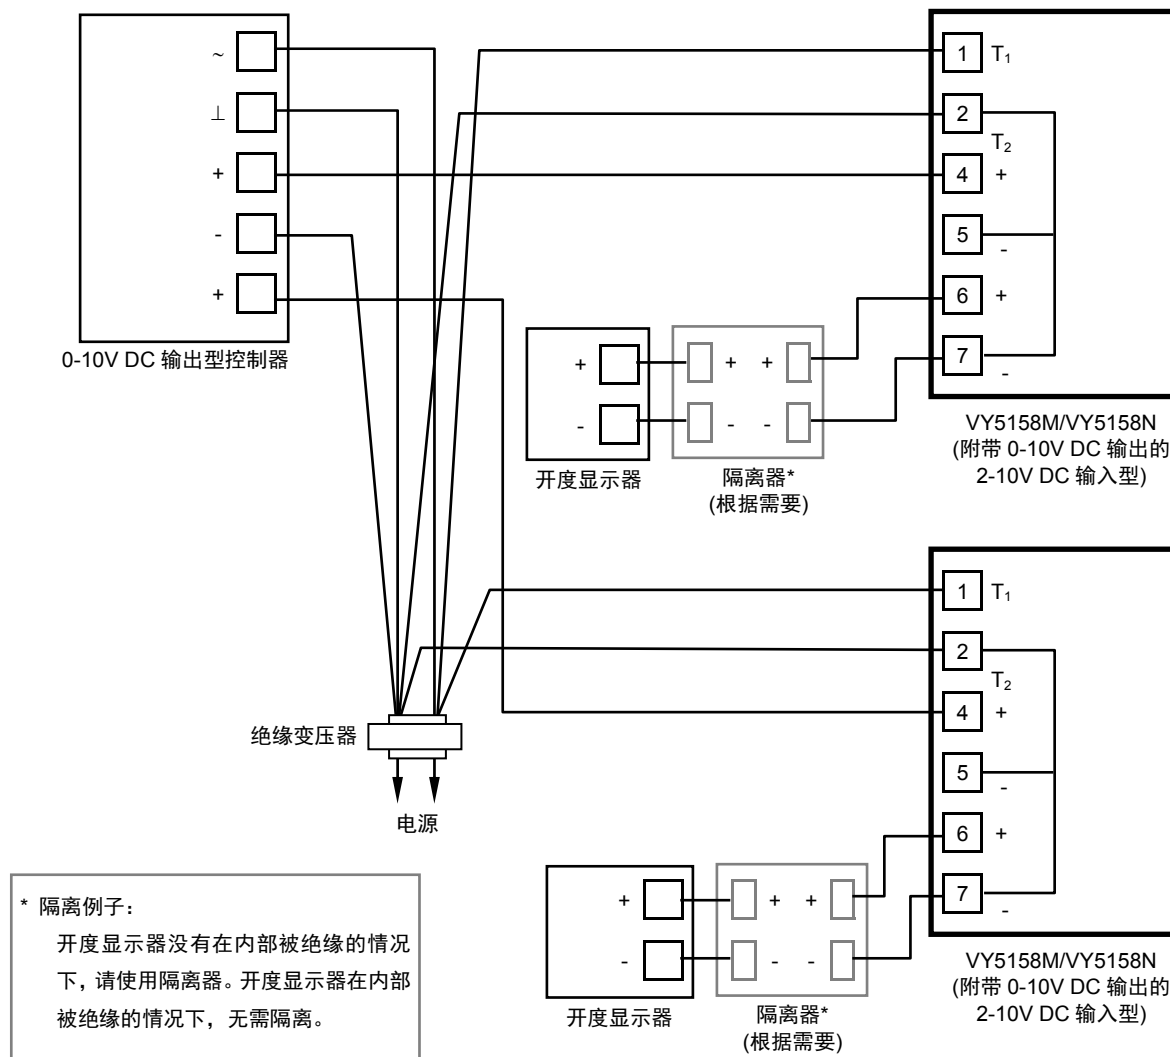 ~
⊥
+
-
+
0-10V DC 输出型控制器
1 T₁
2
T₂
4 +
5
-
6 +
7
-
VY5158M/VY5158N
(附带 0-10V DC 输出的
2-10V DC 输入型)
+
-
开度显示器
+ +
- -
隔离器*
(根据需要)
绝缘变压器
电源
1 T₁
2
T₂
4 +
5
-
6 +
7
-
VY5158M/VY5158N
(附带 0-10V DC 输出的
2-10V DC 输入型)
+
-
开度显示器
+ +
- -
隔离器*
(根据需要)
* 隔离例子：
开度显示器没有在内部被绝缘的情况
下，请使用隔离器。开度显示器在内部
被绝缘的情况下，无需隔离。